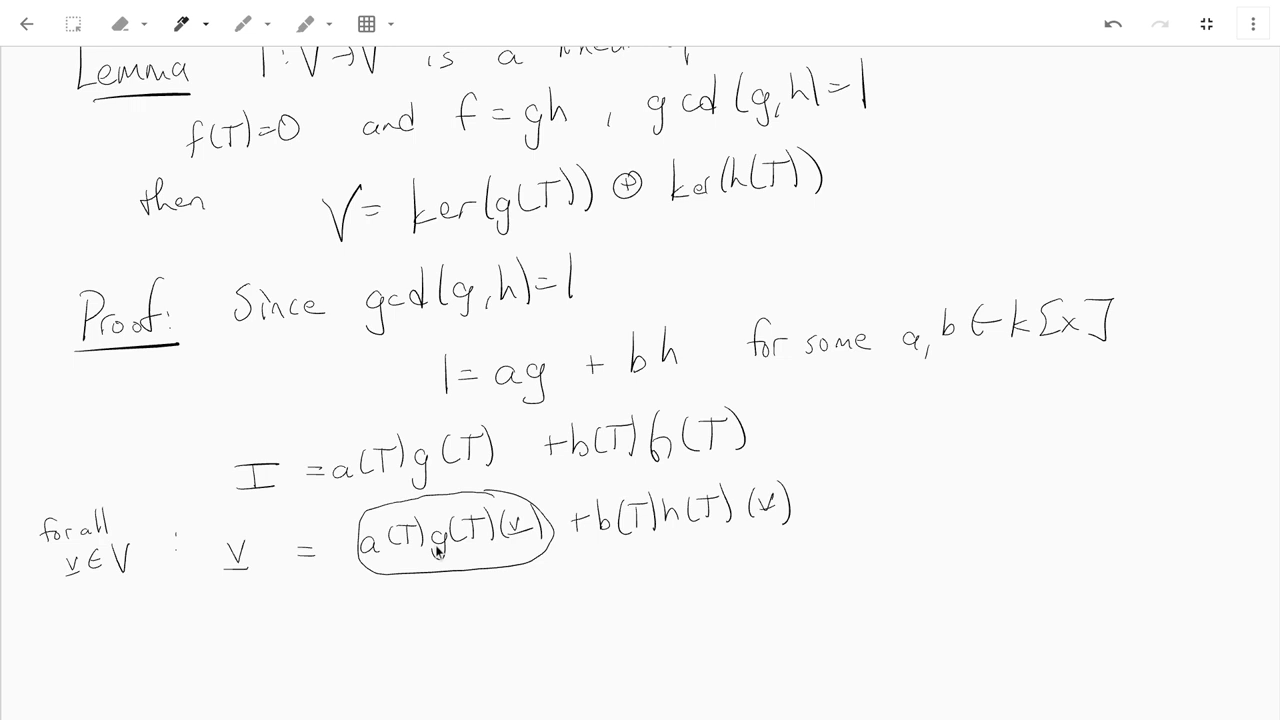 Lemma T : V → V is a linear
f(T)=0 and f = gh , gcd(g,h)=1
then V = ker(g(T)) ⊕ ker(h(T))
Proof: Since gcd(g,h)=1
1 = ag + bh for some a, b ∈ k[x]
I = a(T)g(T) + b(T)h(T)
for all v ∈ V : v = a(T)g(T)(v) + b(T)h(T)(v)